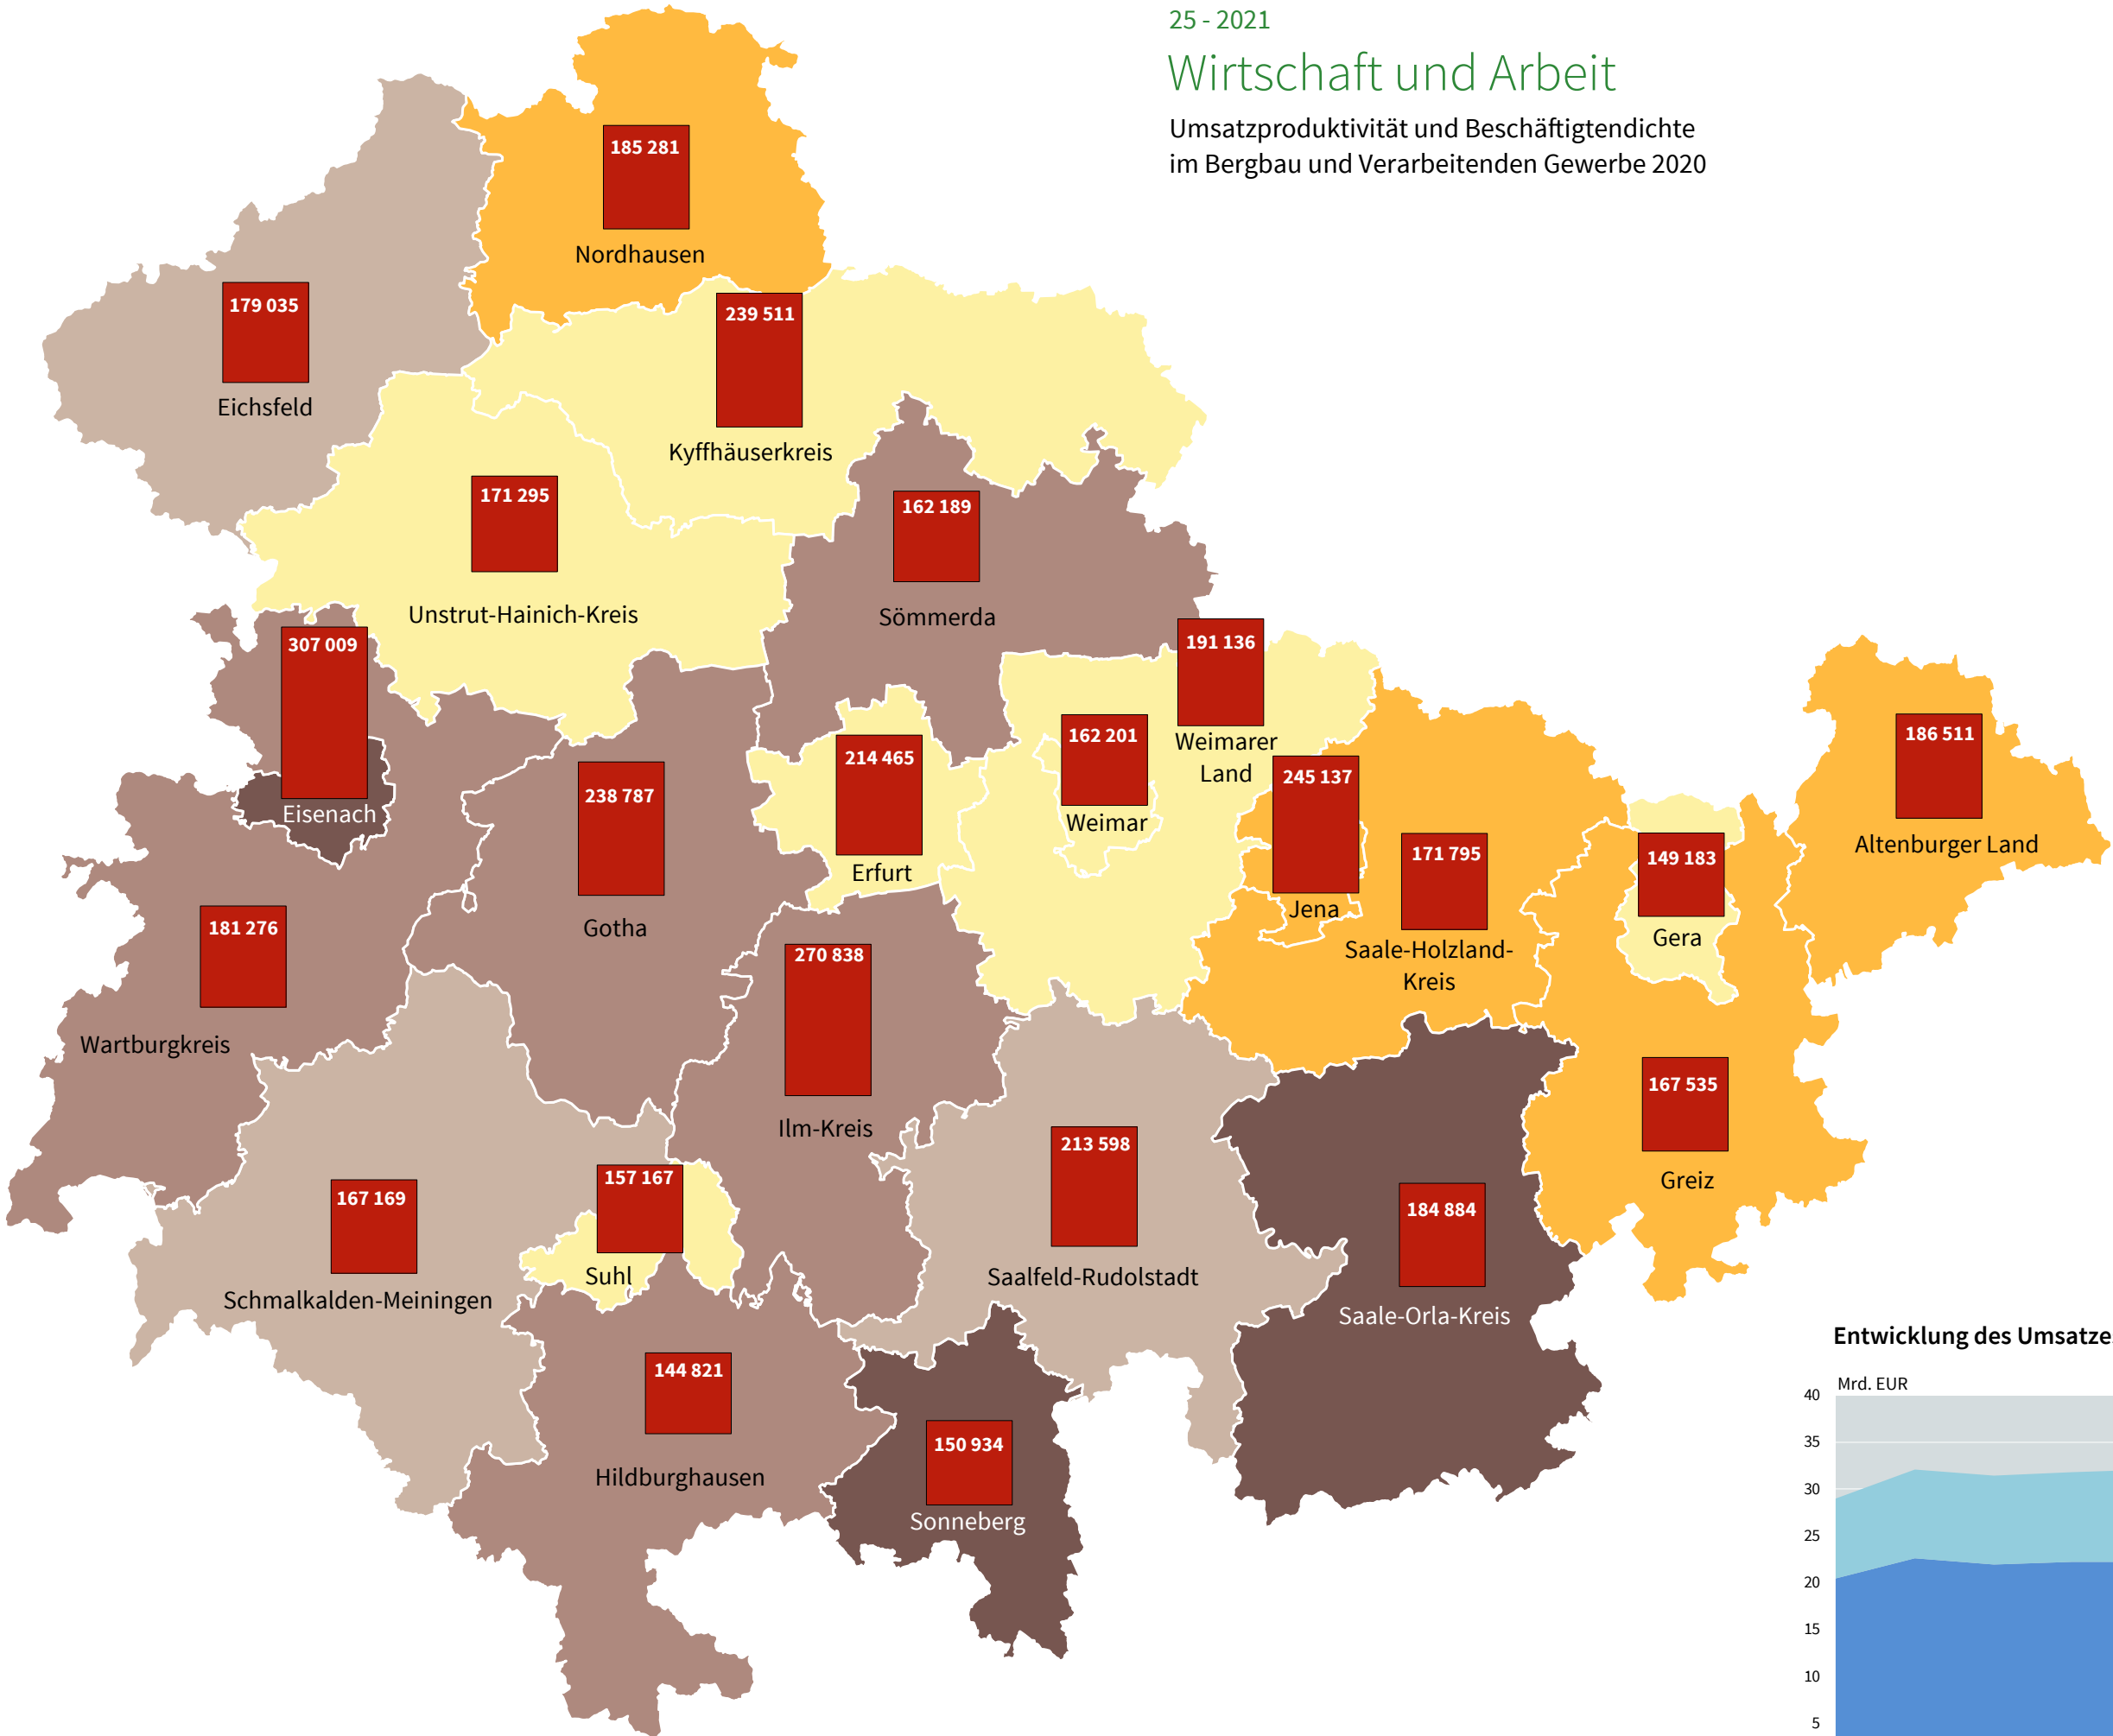 25 - 2021
Wirtschaft und Arbeit
Umsatzproduktivität und Beschäftigtendichte
im Bergbau und Verarbeitenden Gewerbe 2020
185 281
Nordhausen
179 035
Eichsfeld
239 511
Kyffhäuserkreis
171 295
Unstrut-Hainich-Kreis
162 189
Sömmerda
307 009
Eisenach
191 136
Weimarer
Land
162 201
Weimar
214 465
Erfurt
238 787
Gotha
245 137
Jena
171 795
Saale-Holzland-
Kreis
149 183
Gera
186 511
Altenburger Land
181 276
Wartburgkreis
270 838
Ilm-Kreis
167 535
Greiz
213 598
Saalfeld-Rudolstadt
157 167
Suhl
167 169
Schmalkalden-Meiningen
184 884
Saale-Orla-Kreis
144 821
Hildburghausen
150 934
Sonneberg
Entwicklung des Umsatze
Mrd. EUR
40
35
30
25
20
15
10
5